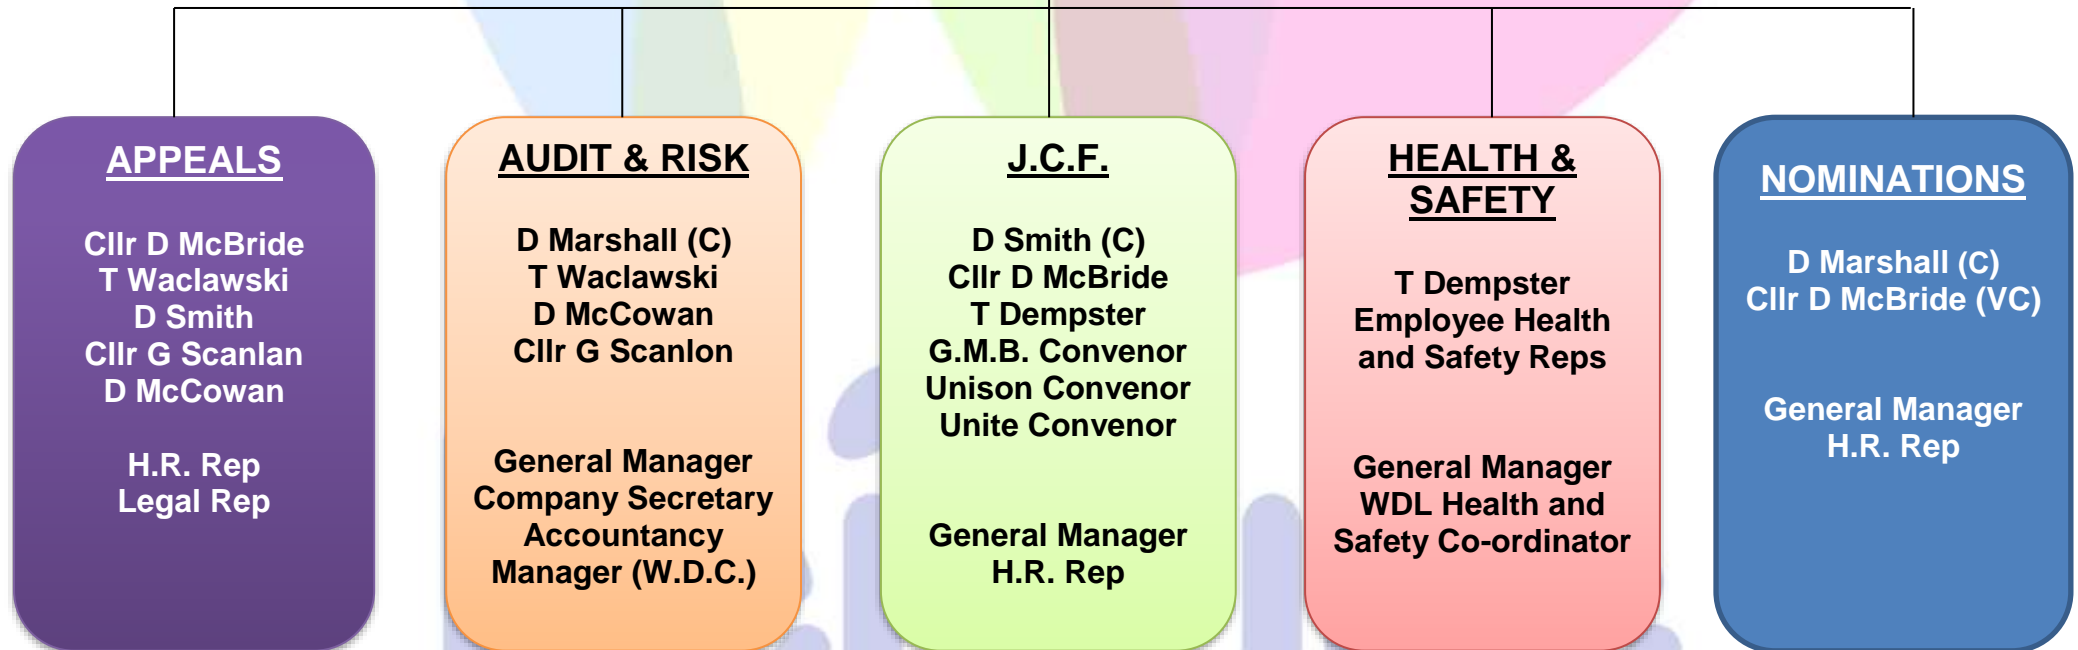 APPEALS
Cllr D McBride
T Waclawski
D Smith
Cllr G Scanlan
D McCowan
H.R. Rep
Legal Rep
AUDIT & RISK
D Marshall (C)
T Waclawski
D McCowan
Cllr G Scanlon
General Manager
Company Secretary
Accountancy
Manager (W.D.C.)
J.C.F.
D Smith (C)
Cllr D McBride
T Dempster
G.M.B. Convenor
Unison Convenor
Unite Convenor
General Manager
H.R. Rep
HEALTH &
SAFETY
T Dempster
Employee Health
and Safety Reps
General Manager
WDL Health and
Safety Co-ordinator
NOMINATIONS
D Marshall (C)
Cllr D McBride (VC)
General Manager
H.R. Rep